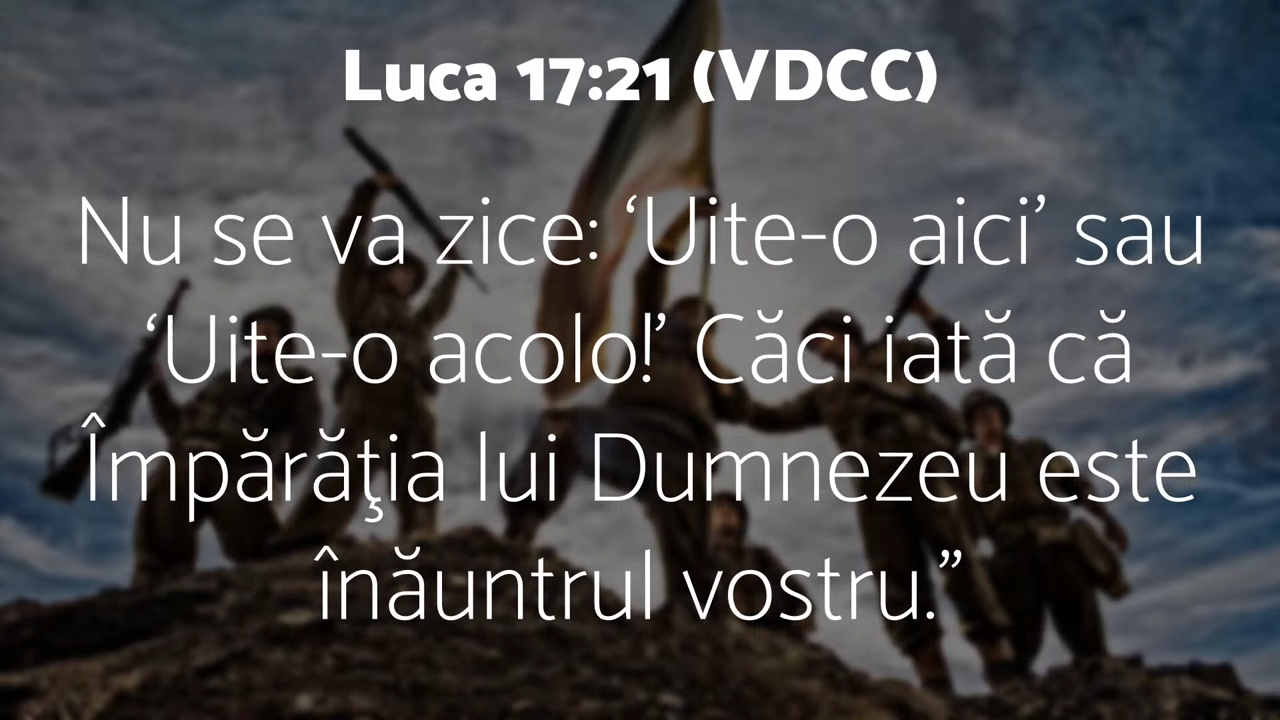 Luca 17:21 (VDCC)
Nu se va zice: ‘Uite-o aici’ sau
‘Uite-o acolo!’ Căci iată că
Împărăţia lui Dumnezeu este
înăuntrul vostru.”